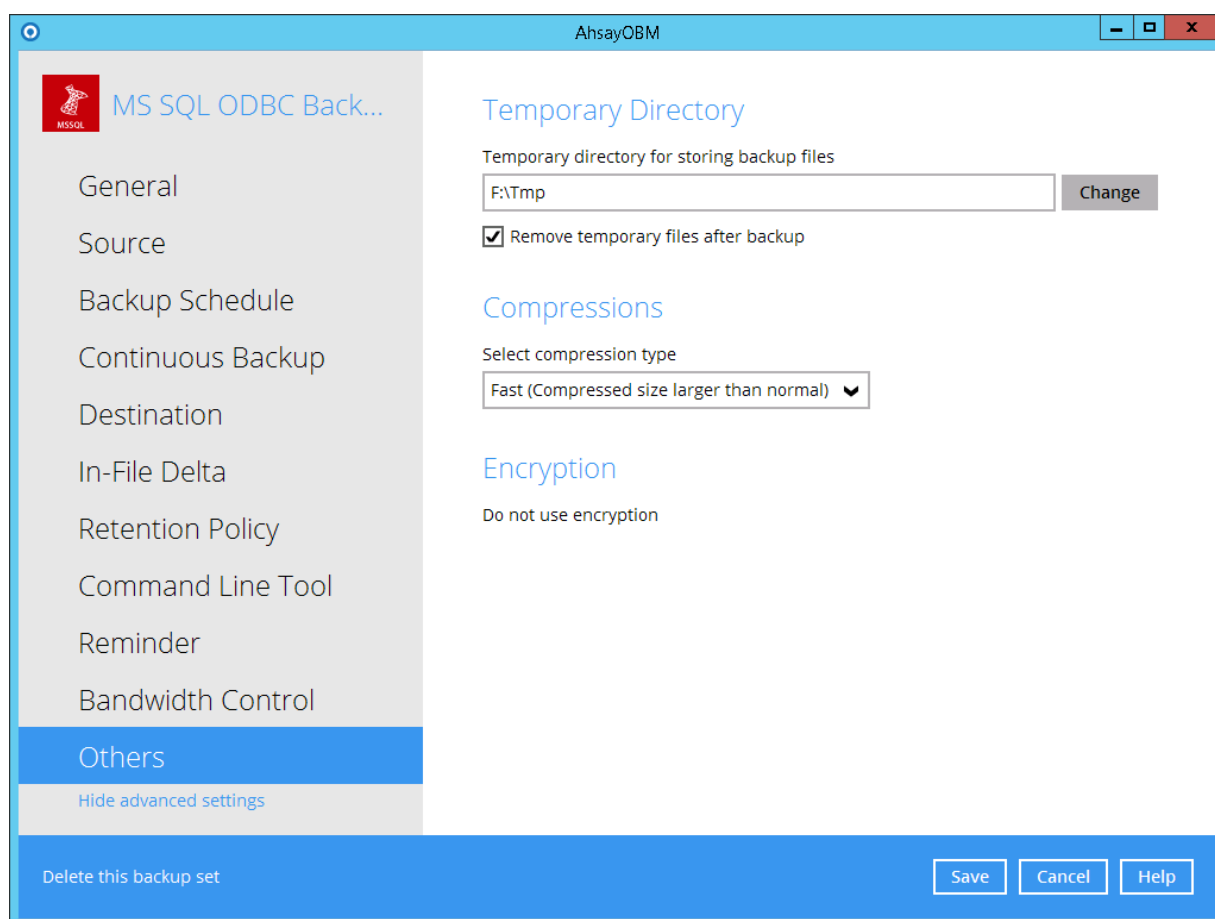 AhsayOBM
MSSQL
MS SQL ODBC Back...
General
Source
Backup Schedule
Continuous Backup
Destination
In-File Delta
Retention Policy
Command Line Tool
Reminder
Bandwidth Control
Others
Hide advanced settings
Temporary Directory
Temporary directory for storing backup files
F:\Tmp
Change
Remove temporary files after backup
Compressions
Select compression type
Fast (Compressed size larger than normal)
Encryption
Do not use encryption
Delete this backup set
Save
Cancel
Help